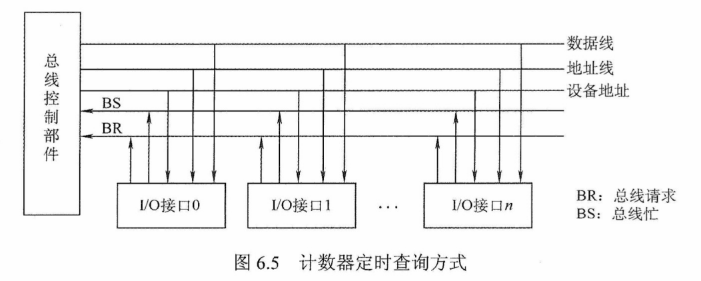 总线控制部件
数据线
地址线
设备地址
BS
BR
I/O接口0
I/O接口1
···
I/O接口n
BR：总线请求
BS：总线忙
图 6.5 计数器定时查询方式